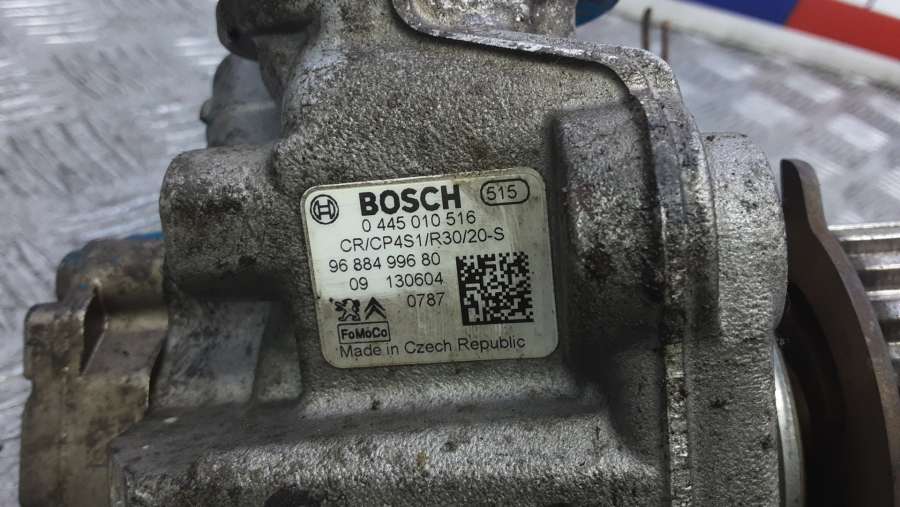 BOSCH 515
0 445 010 516
CR/CP4S1/R30/20-S
96 884 996 80
09 130604
0787
FoMoCo
Made in Czech Republic